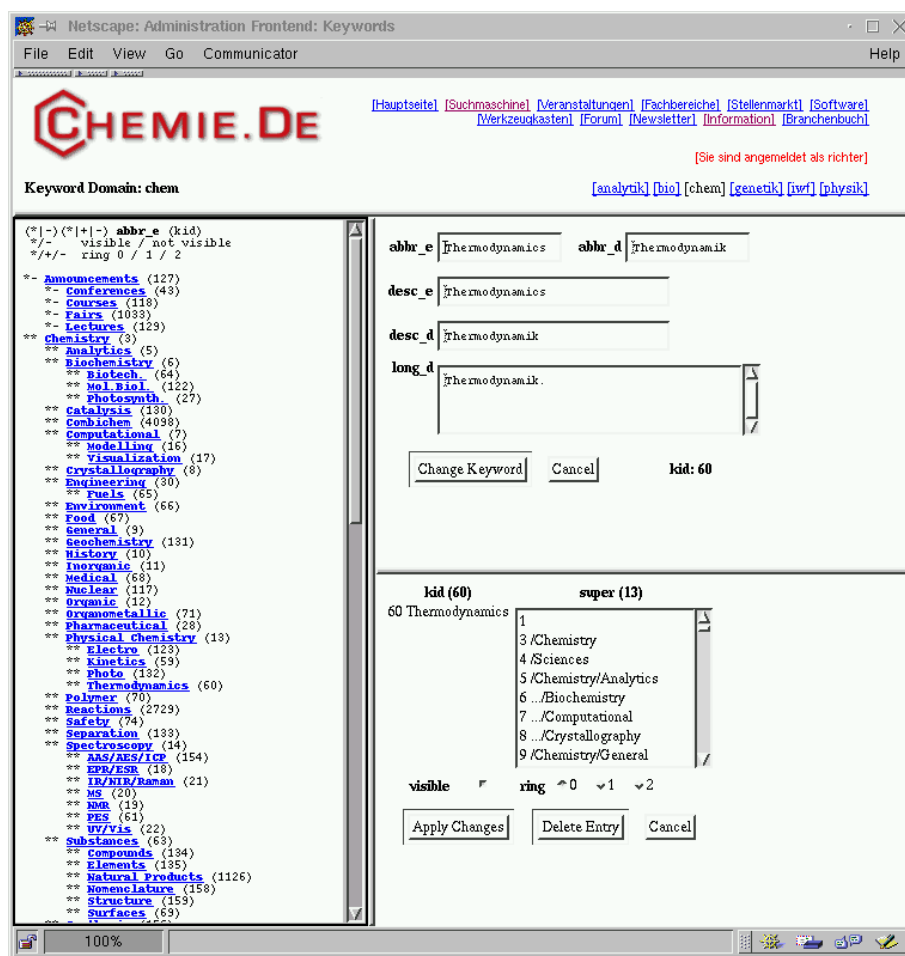 Netscape: Administration Frontend: Keywords
File Edit View Go Communicator Help
CHEMIE.DE
[Hauptseite] [Suchmaschine] [Veranstaltungen] [Fachbereiche] [Stellenmarkt] [Software]
[Werkzeugkasten] [Forum] [Newsletter] [Information] [Branchenbuch]
[Sie sind angemeldet als richter]
Keyword Domain: chem
[analytik] [bio] [chem] [genetik] [iwf] [physik]
(*|-)(*|+|-) abbr_e (kid)
*/- visible / not visible
*/+/- ring 0 / 1 / 2
*- Announcements (127)
*- Conferences (43)
*- Courses (118)
*- Fairs (1033)
*- Lectures (129)
** Chemistry (3)
** Analytics (5)
** Biochemistry (6)
** Biotech. (64)
** Mol.Biol. (122)
** Photosynth. (27)
** Catalysis (130)
** Combichem (4098)
** Computational (7)
** Modelling (16)
** Visualization (17)
** Crystallography (8)
** Engineering (30)
** Fuels (65)
** Environment (66)
** Food (67)
** General (9)
** Geochemistry (131)
** History (10)
** Inorganic (11)
** Medical (68)
** Nuclear (117)
** Organic (12)
** Organometallic (71)
** Pharmaceutical (28)
** Physical Chemistry (13)
** Electro (123)
** Kinetics (59)
** Photo (132)
** Thermodynamics (60)
** Polymer (70)
** Reactions (2729)
** Safety (74)
** Separation (133)
** Spectroscopy (14)
** AAS/AES/ICP (154)
** EPR/ESR (18)
** IR/NIR/Raman (21)
** MS (20)
** NMR (19)
** PES (61)
** UV/Vis (22)
** Substances (63)
** Compounds (134)
** Elements (135)
** Natural Products (1126)
** Nomenclature (158)
** Structure (159)
** Surfaces (69)
abbr_e Thermodynamics abbr_d Thermodynamik
desc_e Thermodynamics
desc_d Thermodynamik
long_d Thermodynamik.
Change Keyword Cancel kid: 60
kid (60) super (13)
60 Thermodynamics
1
3 /Chemistry
4 /Sciences
5 /Chemistry/Analytics
6 .../Biochemistry
7 .../Computational
8 .../Crystallography
9 /Chemistry/General
visible ring 0 1 2
Apply Changes Delete Entry Cancel
100%